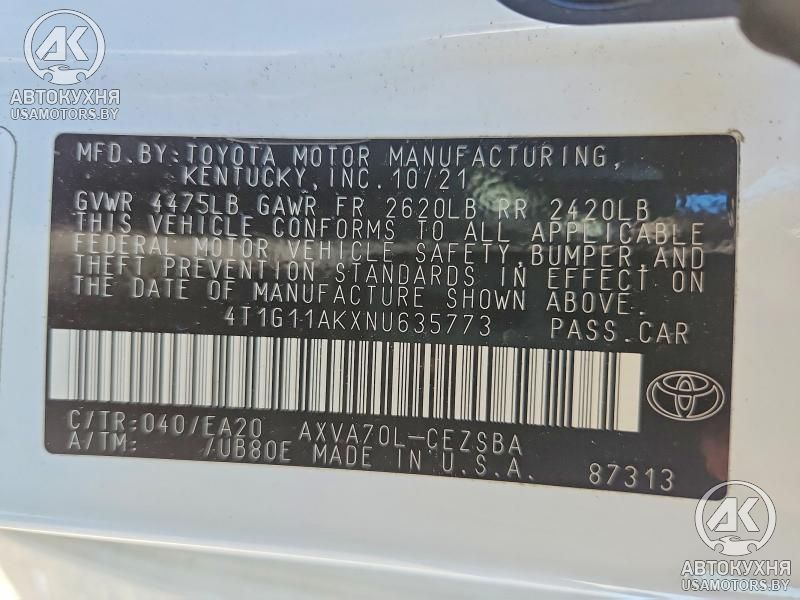 АК
АВТОКУХНЯ
USAMOTORS.BY
MFD.BY:TOYOTA MOTOR MANUFACTURING,
KENTUCKY, INC. 10/21
GVWR 4475LB GAWR FR 2620LB RR 2420LB
THIS VEHICLE CONFORMS TO ALL APPLICABLE
FEDERAL MOTOR VEHICLE SAFETY, BUMPER, AND
THEFT PREVENTION STANDARDS IN EFFECT ON
THE DATE OF MANUFACTURE SHOWN ABOVE.
4T1G11AKXNU635773 PASS.CAR
C/TR:040/EA20 AXVA70L-CEZSBA
A/TM: /UB80E MADE IN U.S.A. 87313
АК
АВТОКУХНЯ
USAMOTORS.BY